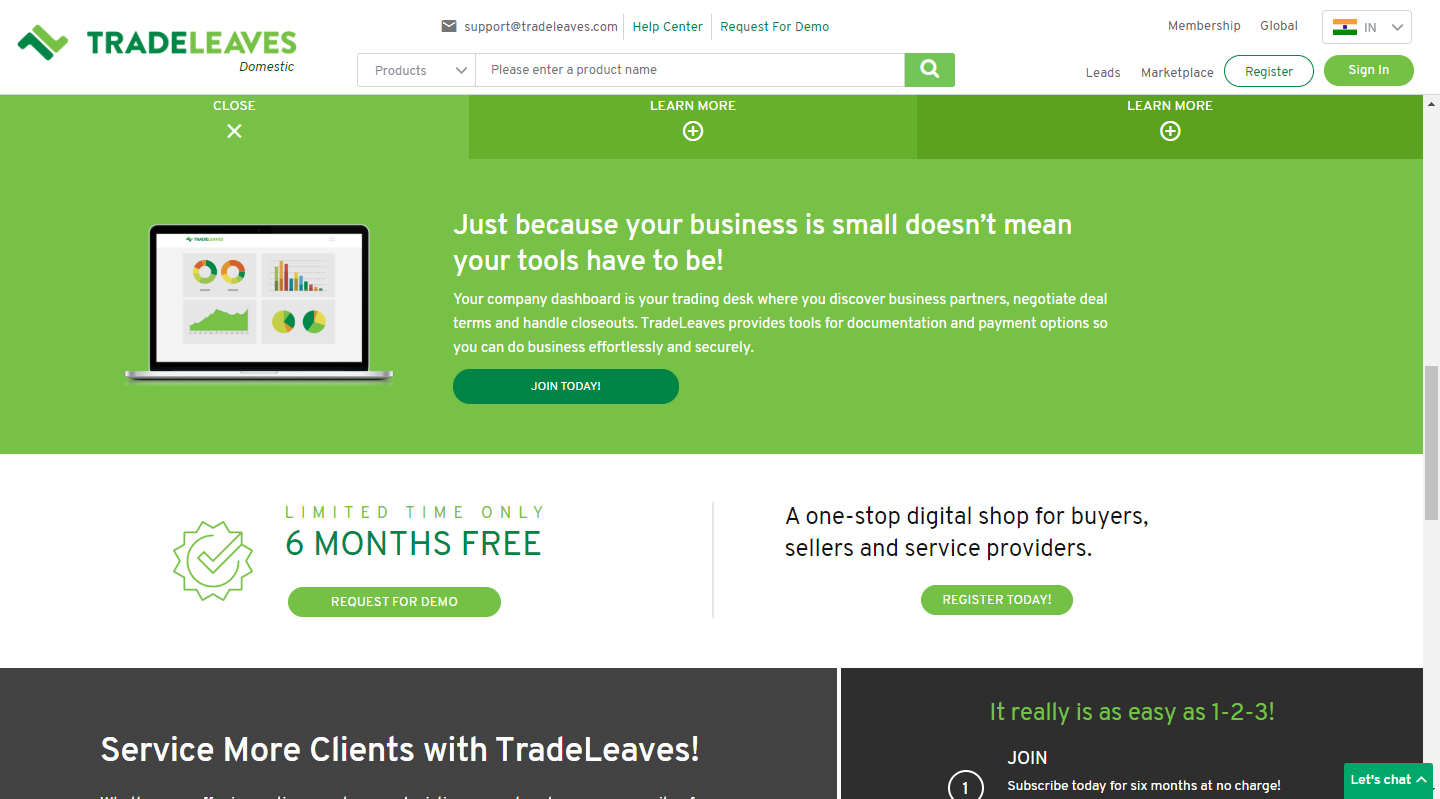 support@tradeleaves.com
Help Center
Request For Demo
Membership
Global
IN
TRADELEAVES
Domestic
Products
Please enter a product name
Leads
Marketplace
Register
Sign In
CLOSE
LEARN MORE
LEARN MORE
TRADELEAVES
Just because your business is small doesn’t mean
your tools have to be!
Your company dashboard is your trading desk where you discover business partners, negotiate deal
terms and handle closeouts. TradeLeaves provides tools for documentation and payment options so
you can do business effortlessly and securely.
JOIN TODAY!
LIMITED TIME ONLY
6 MONTHS FREE
REQUEST FOR DEMO
A one-stop digital shop for buyers,
sellers and service providers.
REGISTER TODAY!
Service More Clients with TradeLeaves!
It really is as easy as 1-2-3!
JOIN
1
Subscribe today for six months at no charge!
Let's chat